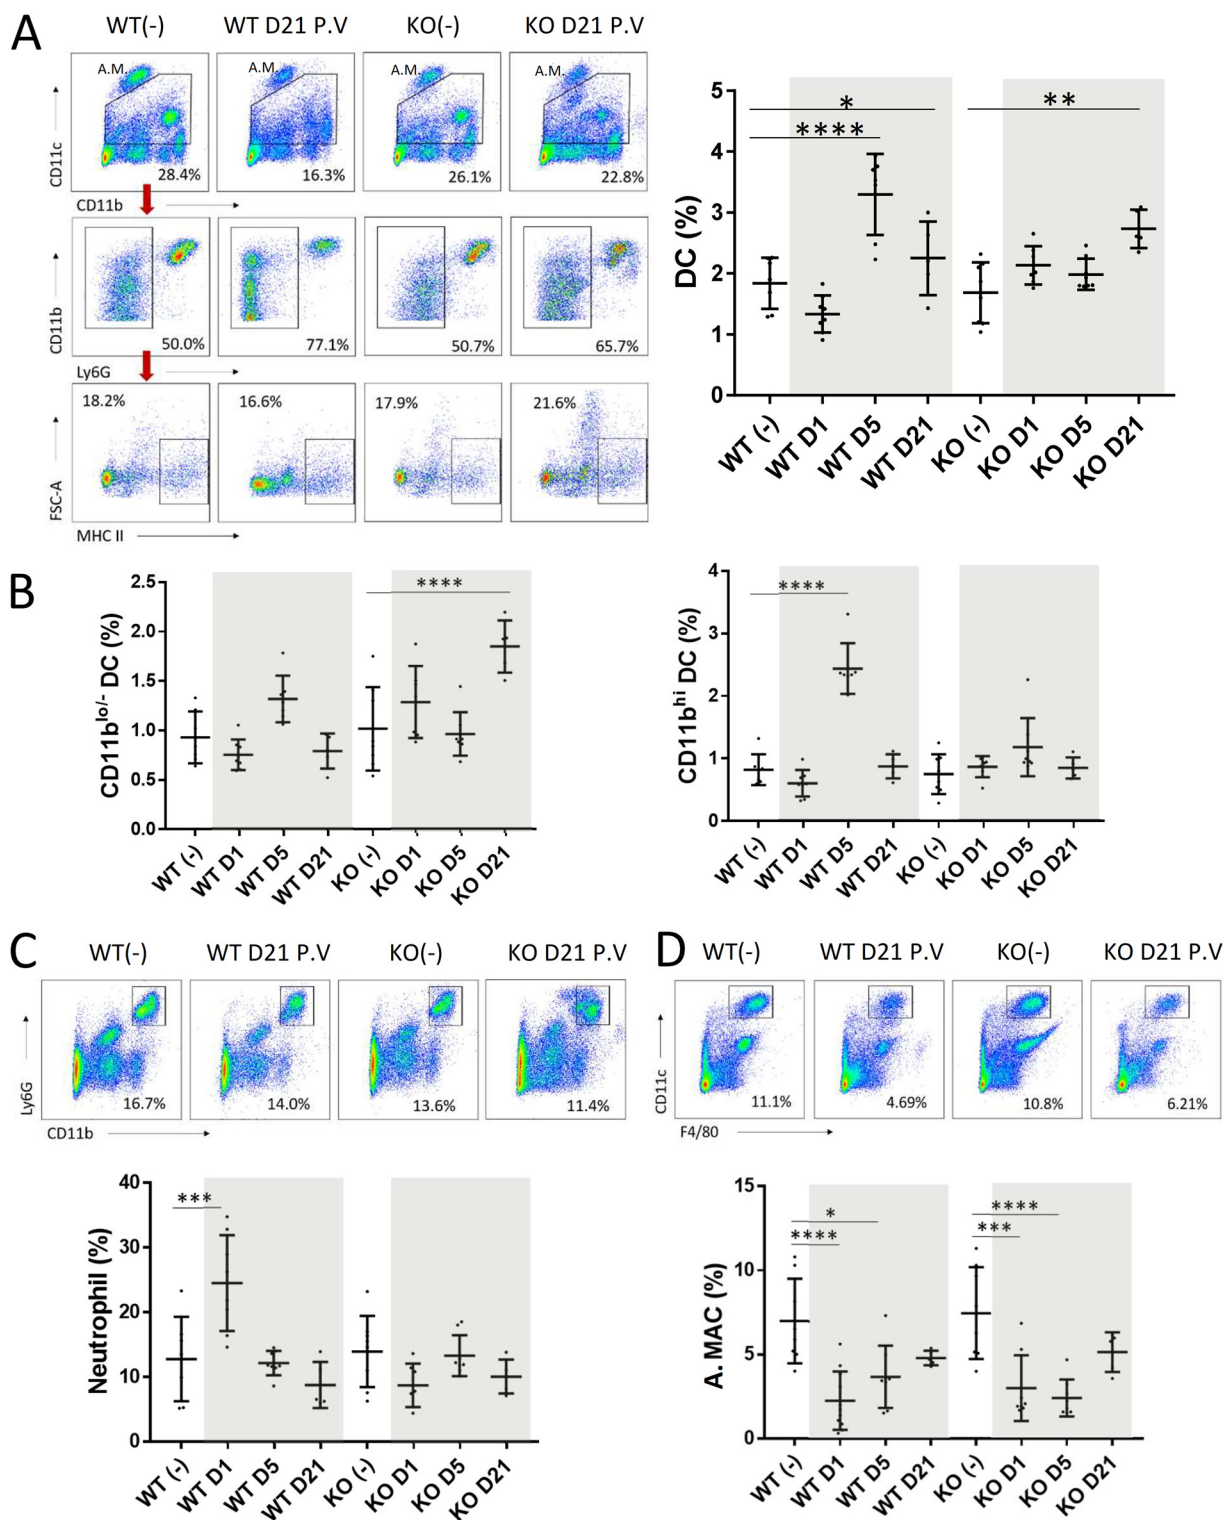 A
WT(-) WT D21 P.V KO(-) KO D21 P.V
A.M. A.M. A.M. A.M.
CD11c
28.4% 16.3% 26.1% 22.8%
CD11b
CD11b
50.0% 77.1% 50.7% 65.7%
Ly6G
18.2% 16.6% 17.9% 21.6%
FSC-A
MHC II
DC (%)
5
4
3
2
1
0
* **
****
WT (-) WT D1 WT D5 WT D21 KO (-) KO D1 KO D5 KO D21
B
CD11blo/- DC (%)
2.5
2.0
1.5
1.0
0.5
0.0
****
WT (-) WT D1 WT D5 WT D21 KO (-) KO D1 KO D5 KO D21
CD11bhi DC (%)
4
3
2
1
0
****
WT (-) WT D1 WT D5 WT D21 KO (-) KO D1 KO D5 KO D21
C
WT(-) WT D21 P.V KO(-) KO D21 P.V
Ly6G
16.7% 14.0% 13.6% 11.4%
CD11b
Neutrophil (%)
40
30
20
10
0
***
WT (-) WT D1 WT D5 WT D21 KO (-) KO D1 KO D5 KO D21
D
WT(-) WT D21 P.V KO(-) KO D21 P.V
CD11c
11.1% 4.69% 10.8% 6.21%
F4/80
A. MAC (%)
15
10
5
0
* ****
**** ***
WT (-) WT D1 WT D5 WT D21 KO (-) KO D1 KO D5 KO D21